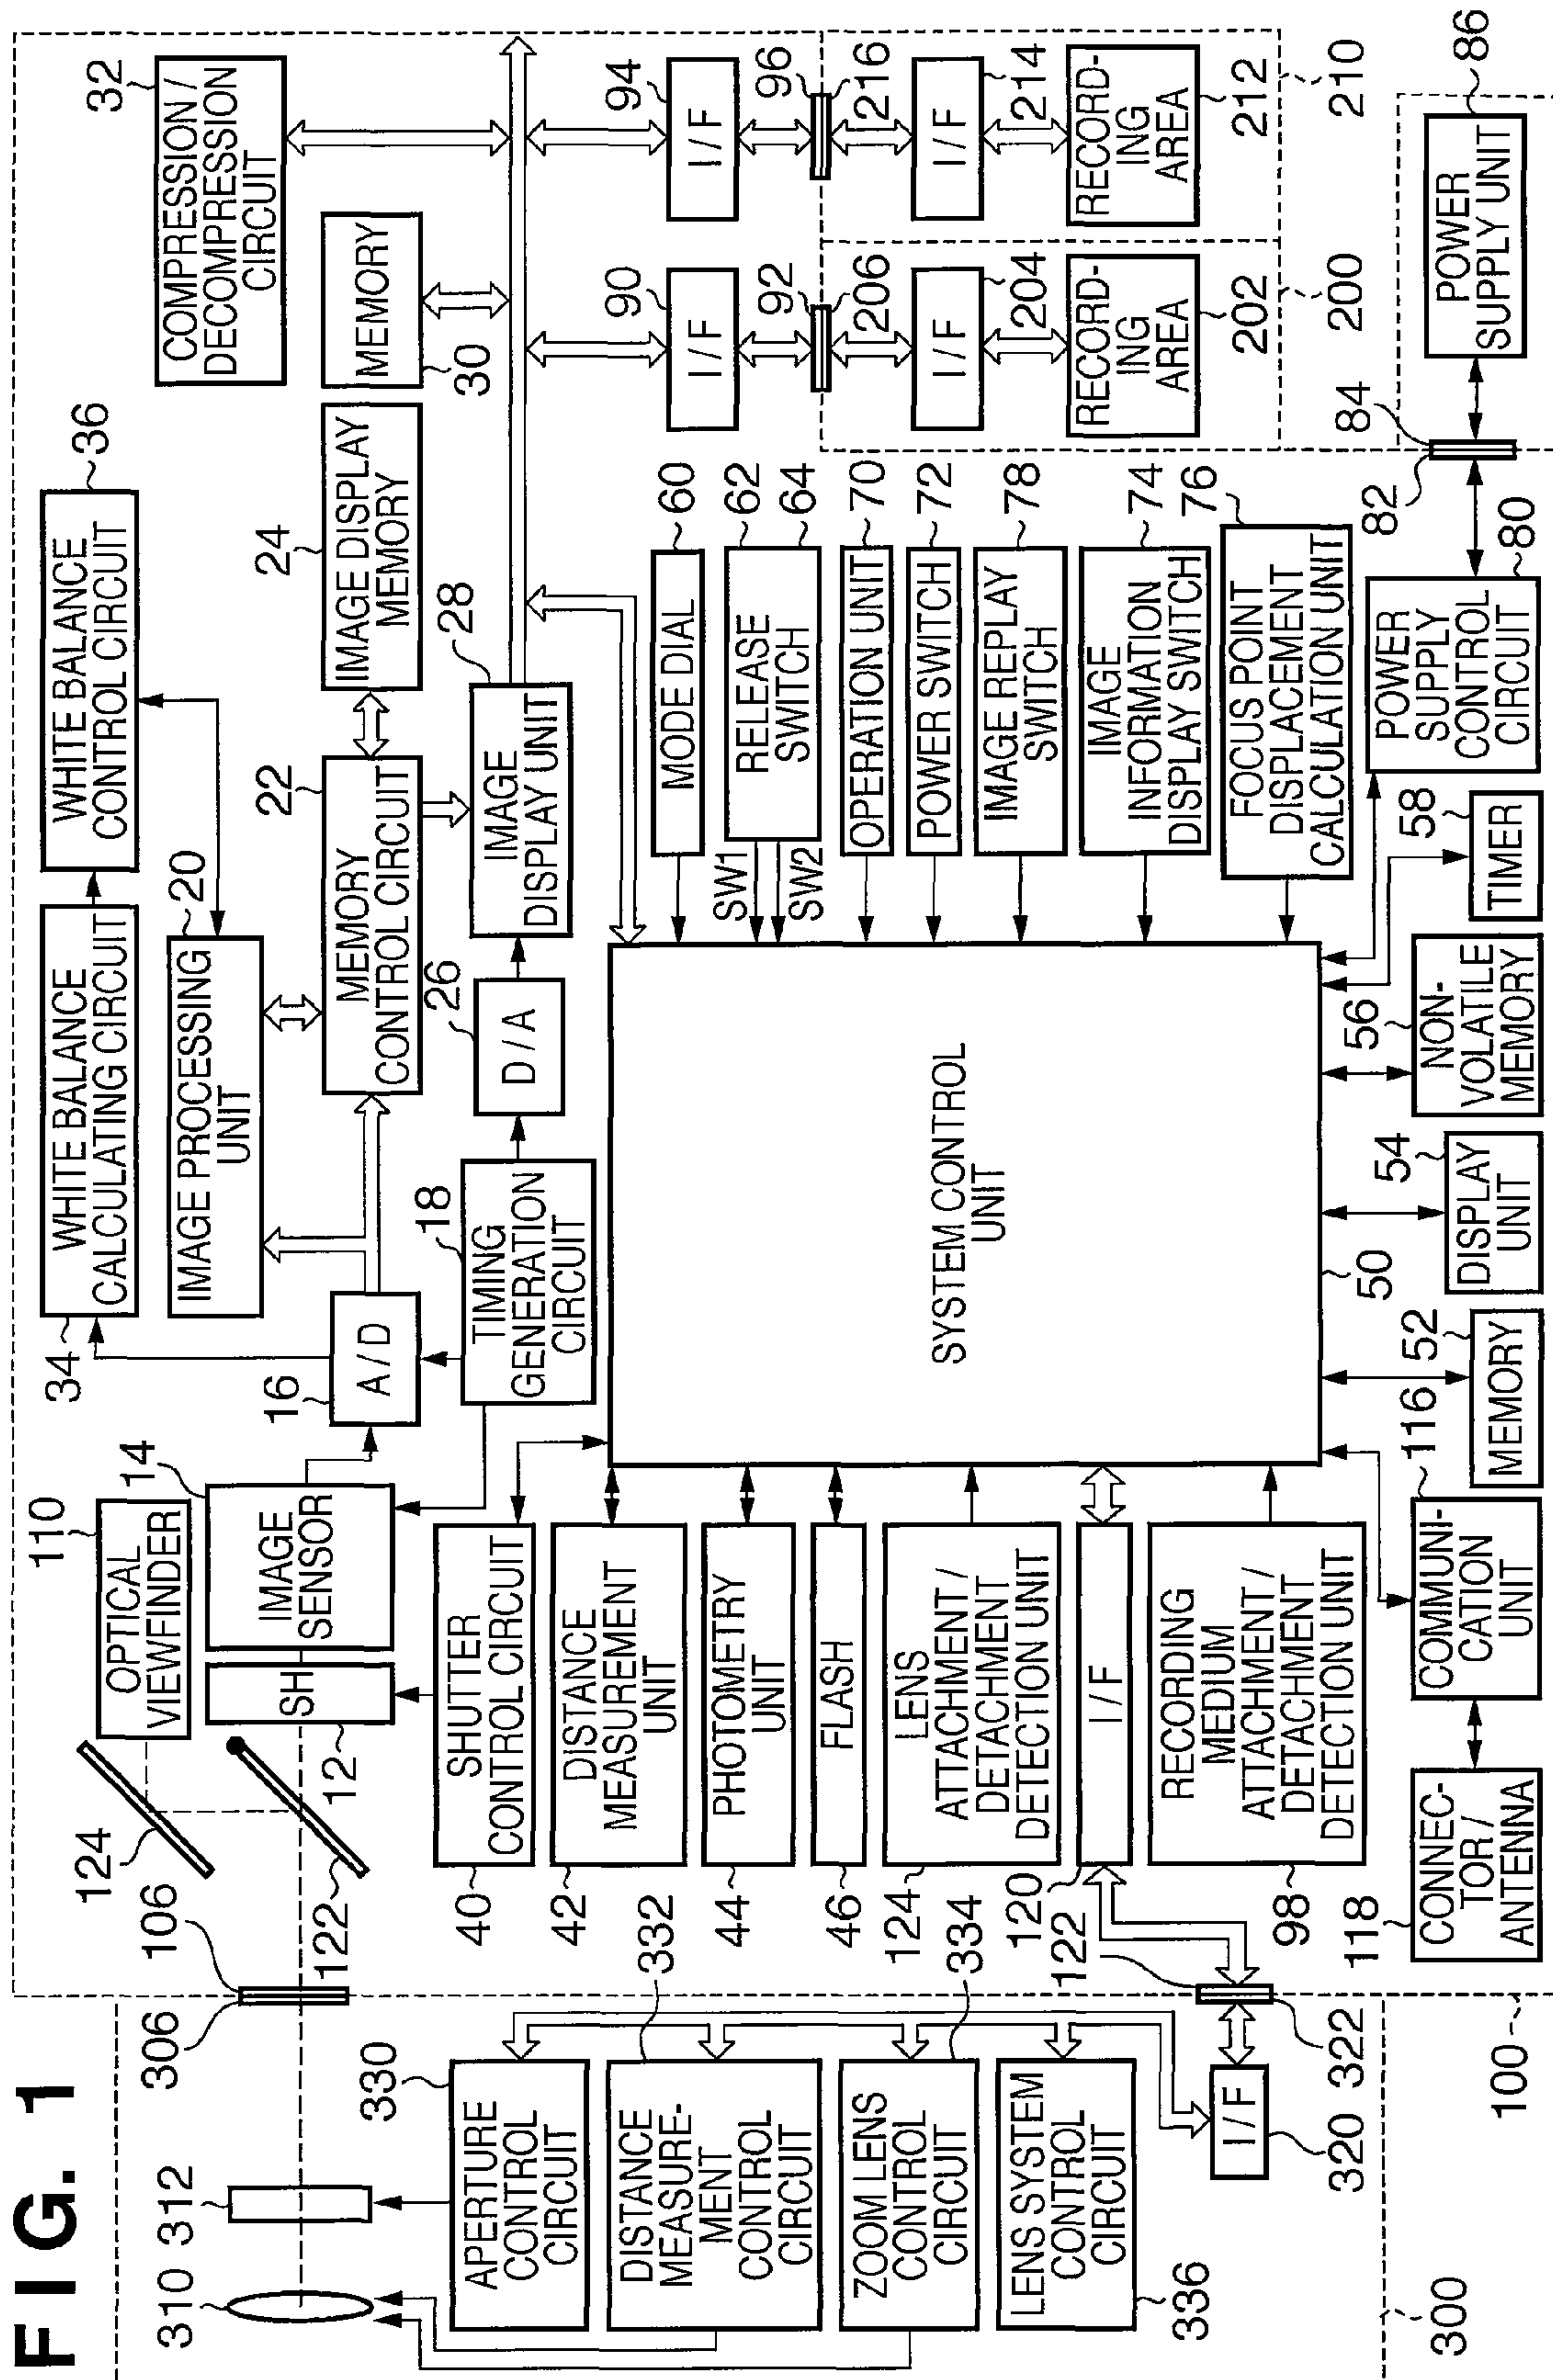 FIG. 1
310
312
306
106
124
122
110
OPTICAL
VIEWFINDER
SH
12
IMAGE
SENSOR
14
34
WHITE BALANCE
CALCULATING CIRCUIT
WHITE BALANCE
CONTROL CIRCUIT
36
IMAGE PROCESSING
UNIT
20
16
A/D
MEMORY
CONTROL CIRCUIT
22
24
IMAGE DISPLAY
MEMORY
MEMORY
30
COMPRESSION/
DECOMPRESSION
CIRCUIT
32
TIMING
GENERATION
CIRCUIT
18
D/A
26
IMAGE
DISPLAY UNIT
28
330
APERTURE
CONTROL
CIRCUIT
332
DISTANCE
MEASURE-
MENT
CONTROL
CIRCUIT
334
ZOOM LENS
CONTROL
CIRCUIT
LENS SYSTEM
CONTROL
CIRCUIT
336
I/F
320
322
122
300
100
40
SHUTTER
CONTROL CIRCUIT
42
DISTANCE
MEASUREMENT
UNIT
44
PHOTOMETRY
UNIT
46
FLASH
124
LENS
ATTACHMENT/
DETACHMENT
DETECTION UNIT
120
I/F
98
RECORDING
MEDIUM
ATTACHMENT/
DETACHMENT
DETECTION UNIT
118
CONNEC-
TOR/
ANTENNA
COMMUNI-
CATION
UNIT
116
SYSTEM CONTROL
UNIT
50
MEMORY
52
DISPLAY
UNIT
54
NON-
VOLATILE
MEMORY
56
TIMER
58
MODE DIAL
60
SW1
SW2
RELEASE
SWITCH
62
64
OPERATION UNIT
70
POWER SWITCH
72
IMAGE REPLAY
SWITCH
78
IMAGE
INFORMATION
DISPLAY SWITCH
74
FOCUS POINT
DISPLACEMENT
CALCULATION UNIT
76
POWER
SUPPLY
CONTROL
CIRCUIT
80
82
84
POWER
SUPPLY UNIT
86
I/F
90
92
206
I/F
204
RECORD-
ING
AREA
202
200
I/F
94
96
216
I/F
214
RECORD-
ING
AREA
212
210